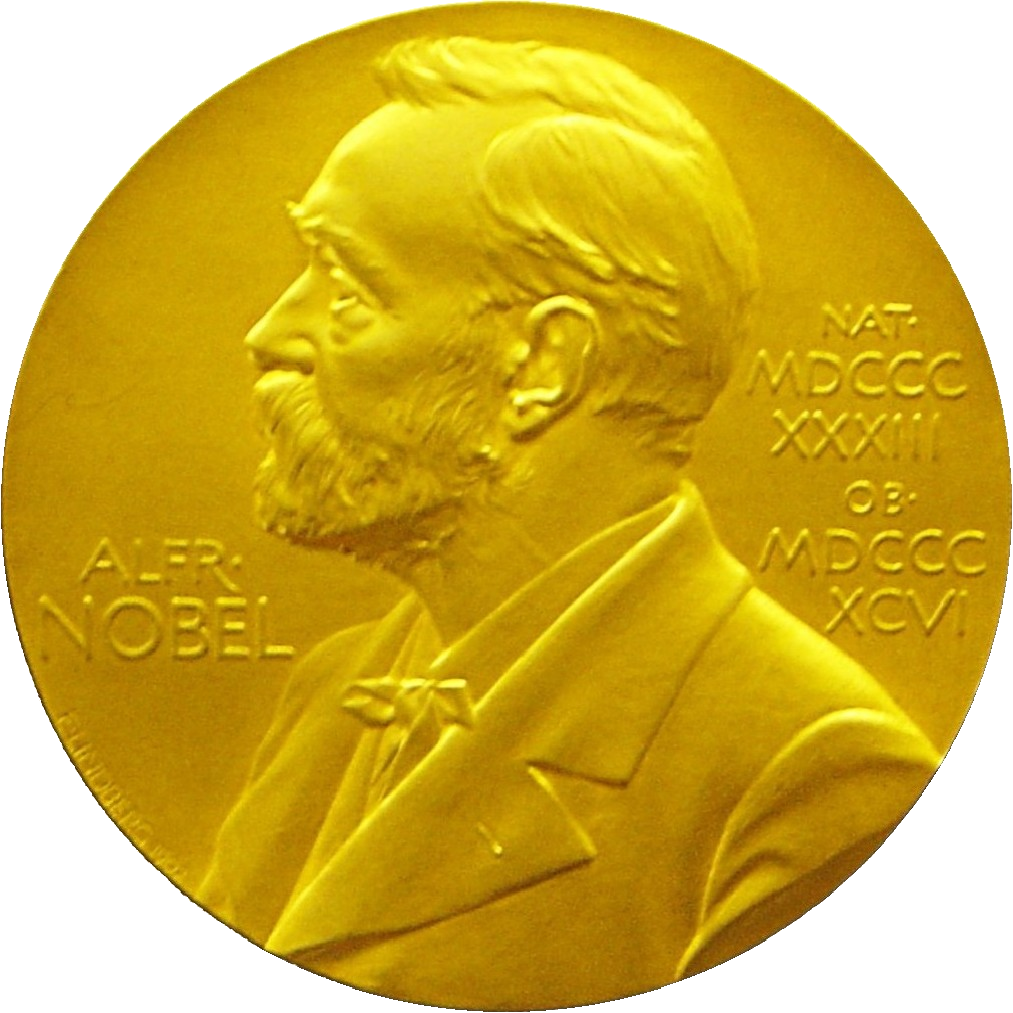 ALFR·
NOBEL
NAT·
MDCCC
XXXIII
OB·
MDCCC
XCVI